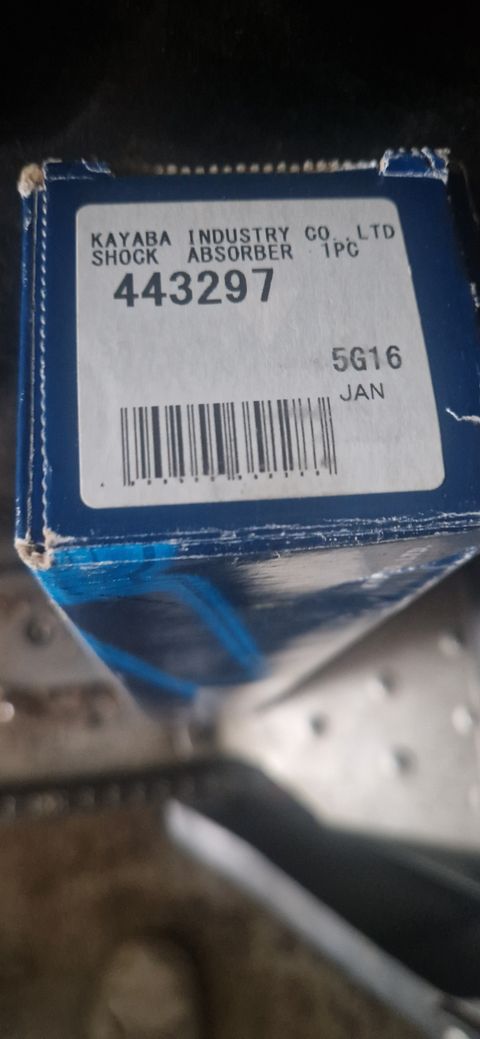 KAYABA INDUSTRY CO.,LTD
SHOCK ABSORBER 1PC
443297
5G16
JAN